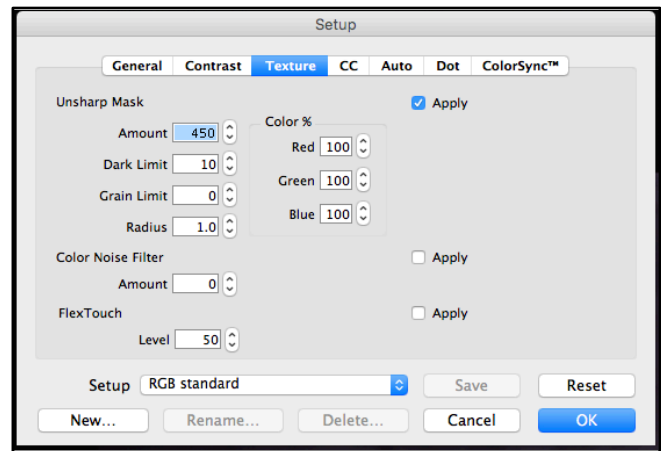 Setup
General Contrast Texture CC Auto Dot ColorSync™
Unsharp Mask
Apply
Amount 450
Dark Limit 10
Grain Limit 0
Radius 1.0
Color %
Red 100
Green 100
Blue 100
Color Noise Filter
Apply
Amount 0
FlexTouch
Apply
Level 50
Setup RGB standard Save Reset
New... Rename... Delete... Cancel OK